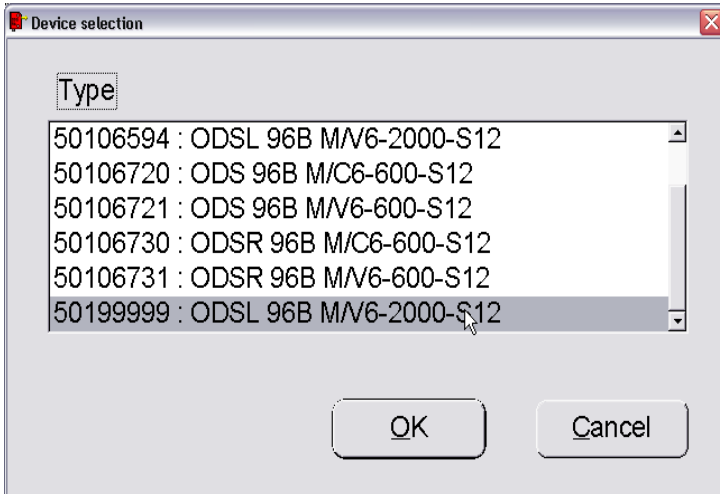 Device selection
Type
50106594 : ODSL 96B M/V6-2000-S12
50106720 : ODS 96B M/C6-600-S12
50106721 : ODS 96B M/V6-600-S12
50106730 : ODSR 96B M/C6-600-S12
50106731 : ODSR 96B M/V6-600-S12
50199999 : ODSL 96B M/V6-2000-S12
OK
Cancel